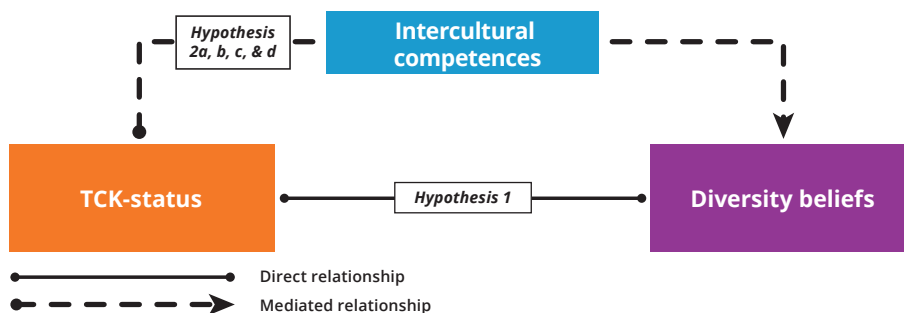 Hypothesis
2a, b, c, & d
Intercultural
competences
TCK-status
Hypothesis 1
Diversity beliefs
Direct relationship
Mediated relationship